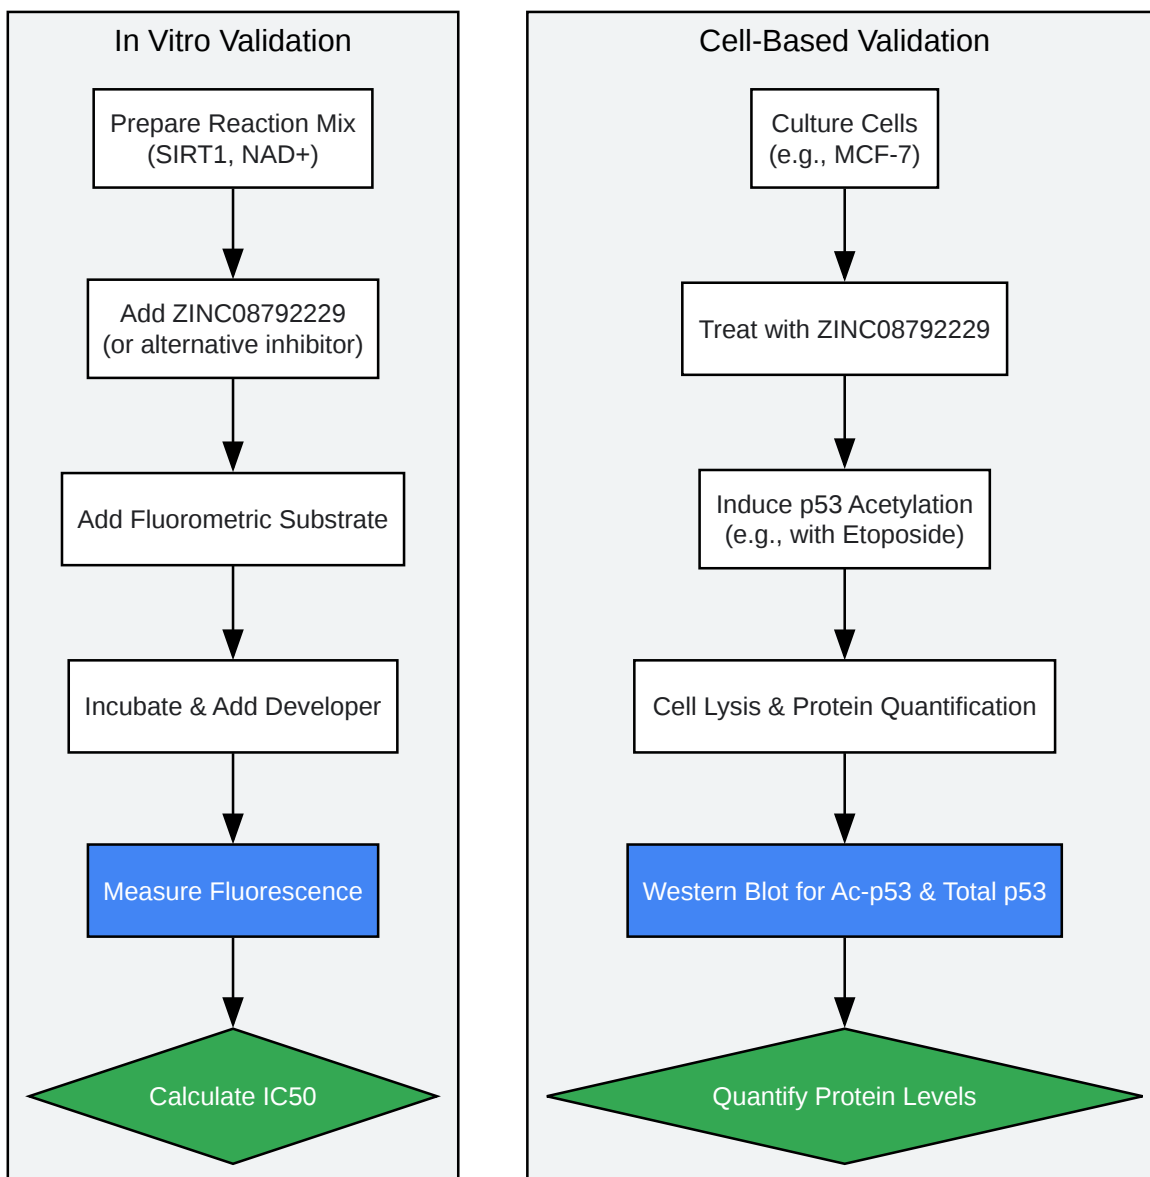 In Vitro Validation
Prepare Reaction Mix
(SIRT1, NAD+)
Add ZINC08792229
(or alternative inhibitor)
Add Fluorometric Substrate
Incubate & Add Developer
Measure Fluorescence
Calculate IC50
Cell-Based Validation
Culture Cells
(e.g., MCF-7)
Treat with ZINC08792229
Induce p53 Acetylation
(e.g., with Etoposide)
Cell Lysis & Protein Quantification
Western Blot for Ac-p53 & Total p53
Quantify Protein Levels